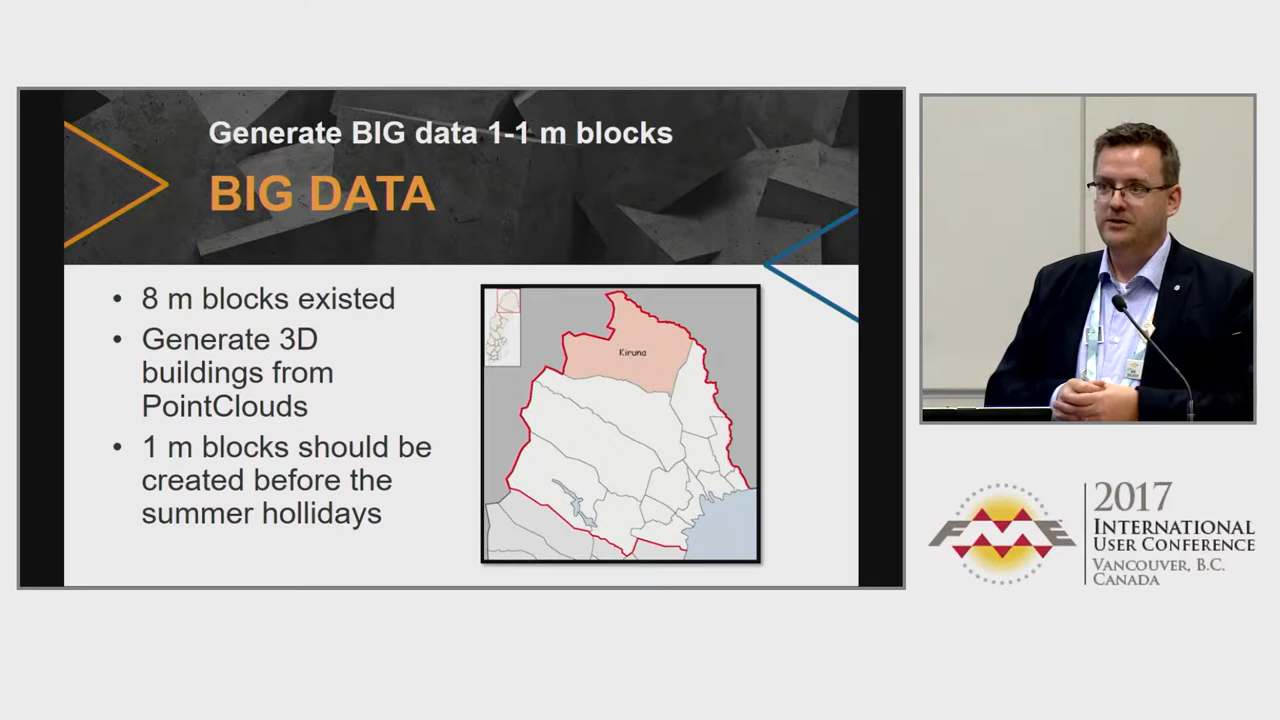 Generate BIG data 1-1 m blocks
BIG DATA
• 8 m blocks existed
• Generate 3D
buildings from
PointClouds
• 1 m blocks should be
created before the
summer hollidays
Kiruna
FME
2017
INTERNATIONAL
USER CONFERENCE
VANCOUVER, B.C.
CANADA